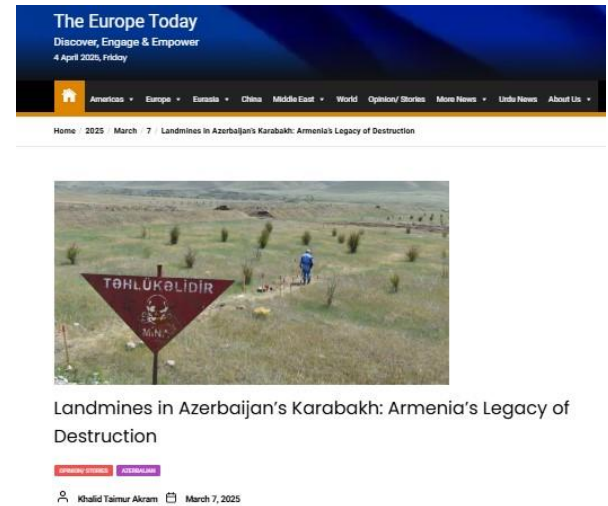 The Europe Today
Discover, Engage & Empower
4 April 2025, Friday
Americas Europe Eurasia China Middle East World Opinion/ Stories More News Urdu News About Us
Home / 2025 / March / 7 / Landmines in Azerbaijan's Karabakh: Armenia's Legacy of Destruction
TƏHLÜKƏLİDİR
MİNA
Landmines in Azerbaijan's Karabakh: Armenia's Legacy of
Destruction
OPINION/ STORIES AZERBAIJAN
Khalid Taimur Akram March 7, 2025